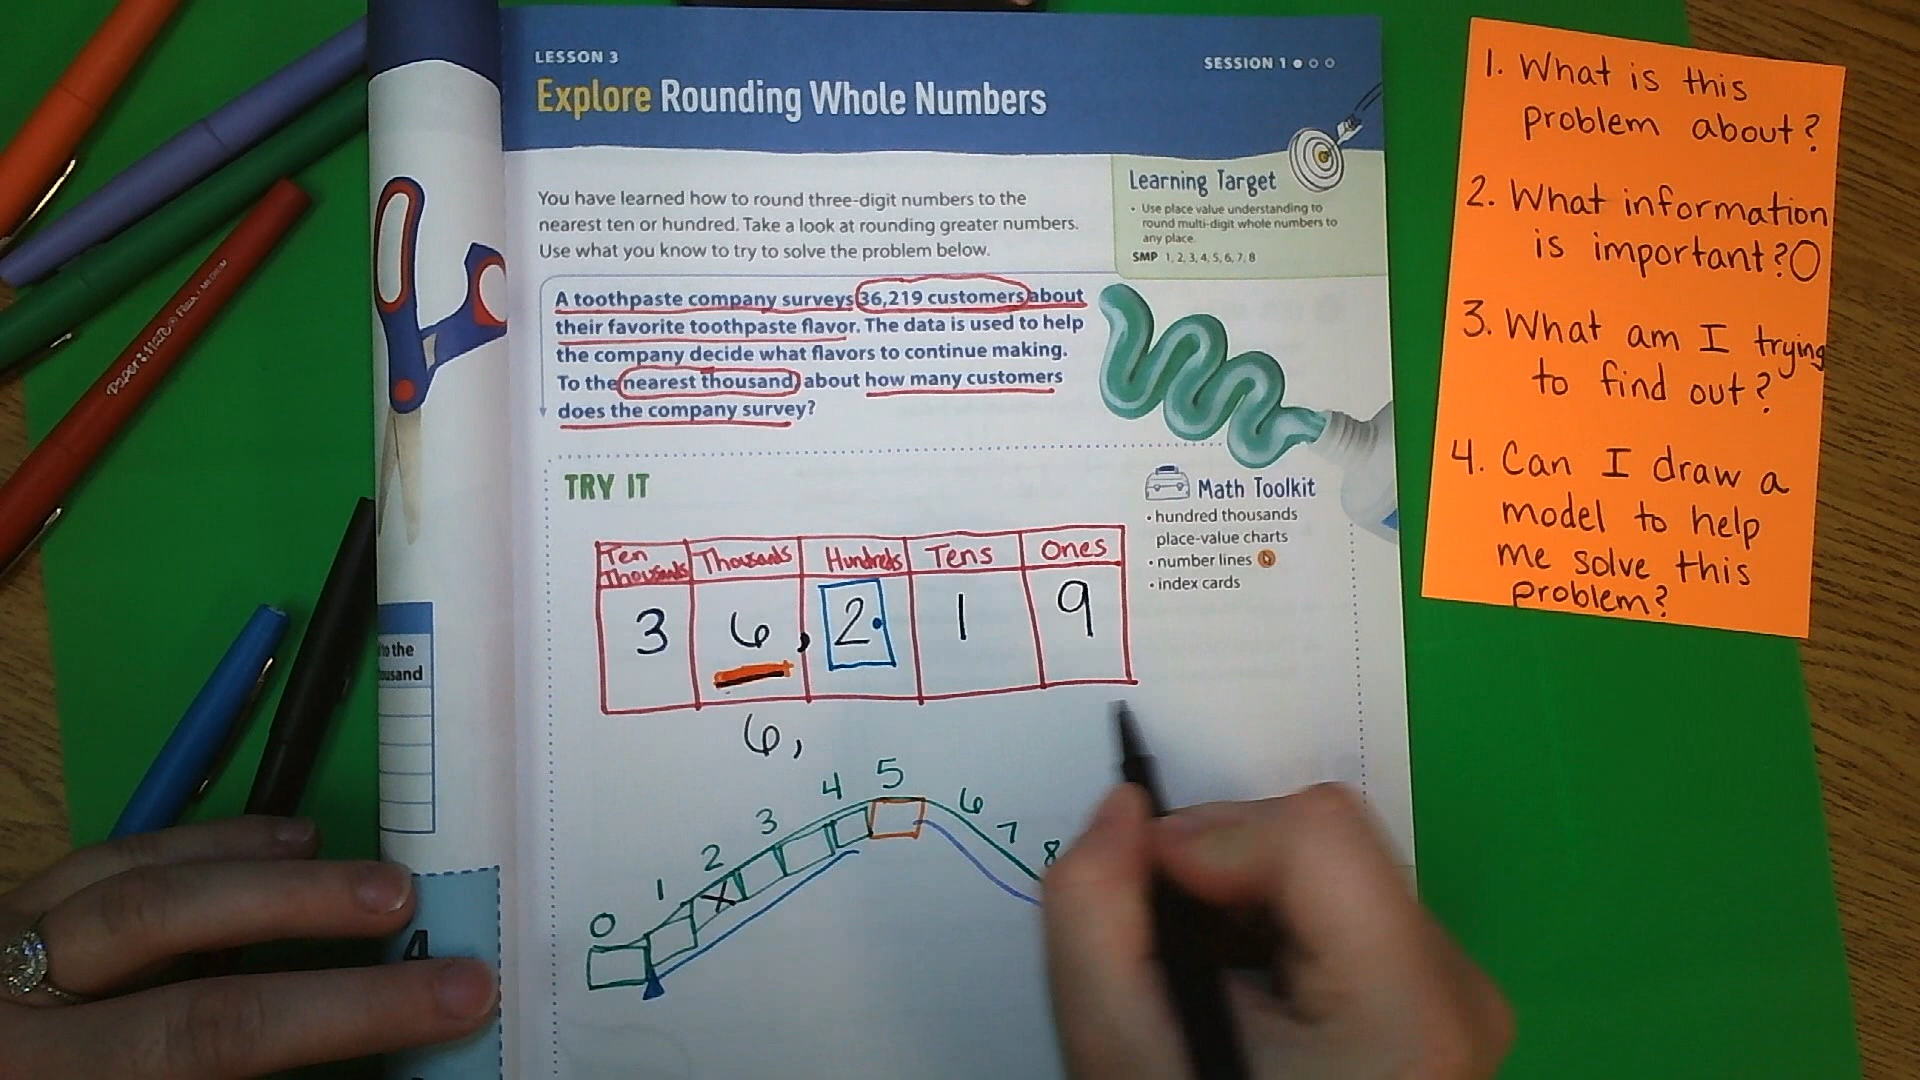 LESSON 3
SESSION 1
Explore Rounding Whole Numbers
You have learned how to round three-digit numbers to the
nearest ten or hundred. Take a look at rounding greater numbers.
Use what you know to try to solve the problem below.
Learning Target
• Use place value understanding to
round multi-digit whole numbers to
any place.
SMP 1, 2, 3, 4, 5, 6, 7, 8
A toothpaste company surveys 36,219 customers about
their favorite toothpaste flavor. The data is used to help
the company decide what flavors to continue making.
To the nearest thousand, about how many customers
does the company survey?
TRY IT
Math Toolkit
• hundred thousands
place-value charts
• number lines
• index cards
Ten Thousands Thousands Hundreds Tens Ones
3 6, 2 1 9
6,
0 1 2 3 4 5 6 7 8
X
to the
4
Paper Mate Flair MEDIUM
1. What is this
problem about?
2. What information
is important?
3. What am I trying
to find out?
4. Can I draw a
model to help
me solve this
problem?